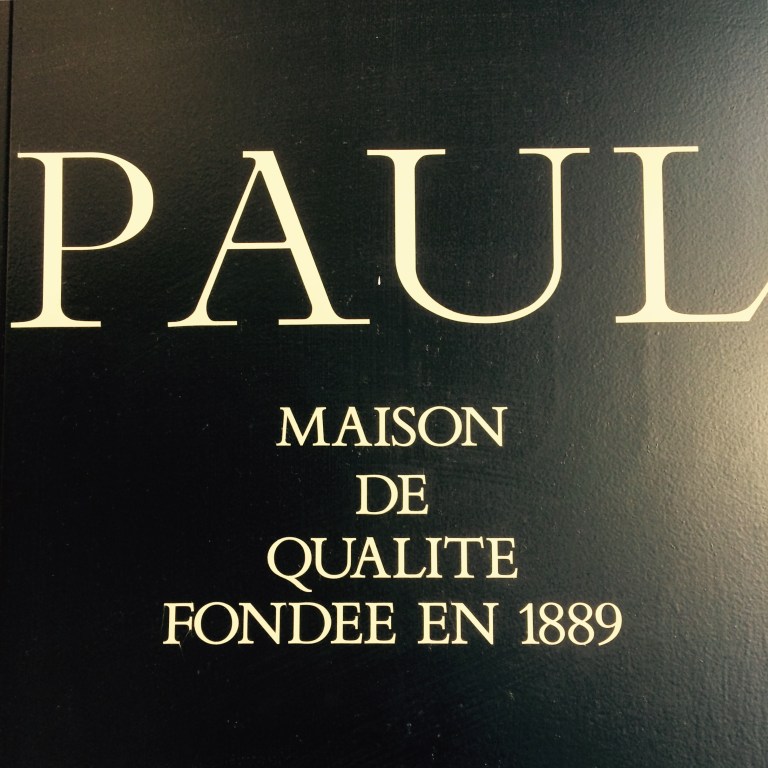 PAUL
MAISON
DE
QUALITE
FONDEE EN 1889